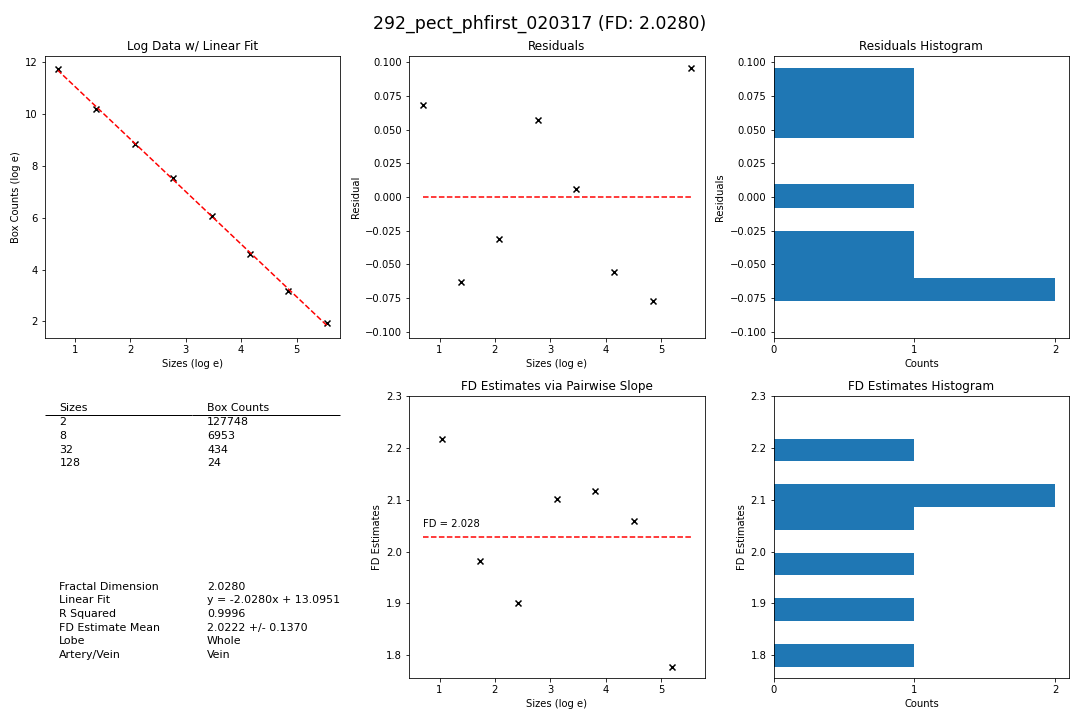 292_pect_phfirst_020317 (FD: 2.0280)
Log Data w/ Linear Fit
Box Counts (log e)
12
10
8
6
4
2
1 2 3 4 5
Sizes (log e)
Residuals
Residual
0.100
0.075
0.050
0.025
0.000
−0.025
−0.050
−0.075
−0.100
1 2 3 4 5
Sizes (log e)
Residuals Histogram
Residuals
0.100
0.075
0.050
0.025
0.000
−0.025
−0.050
−0.075
−0.100
0 1 2
Counts
Sizes Box Counts
2 127748
8 6953
32 434
128 24
Fractal Dimension 2.0280
Linear Fit y = -2.0280x + 13.0951
R Squared 0.9996
FD Estimate Mean 2.0222 +/- 0.1370
Lobe Whole
Artery/Vein Vein
FD Estimates via Pairwise Slope
FD Estimates
2.3
2.2
2.1
2.0
1.9
1.8
FD = 2.028
1 2 3 4 5
Sizes (log e)
FD Estimates Histogram
FD Estimates
2.3
2.2
2.1
2.0
1.9
1.8
0 1 2
Counts